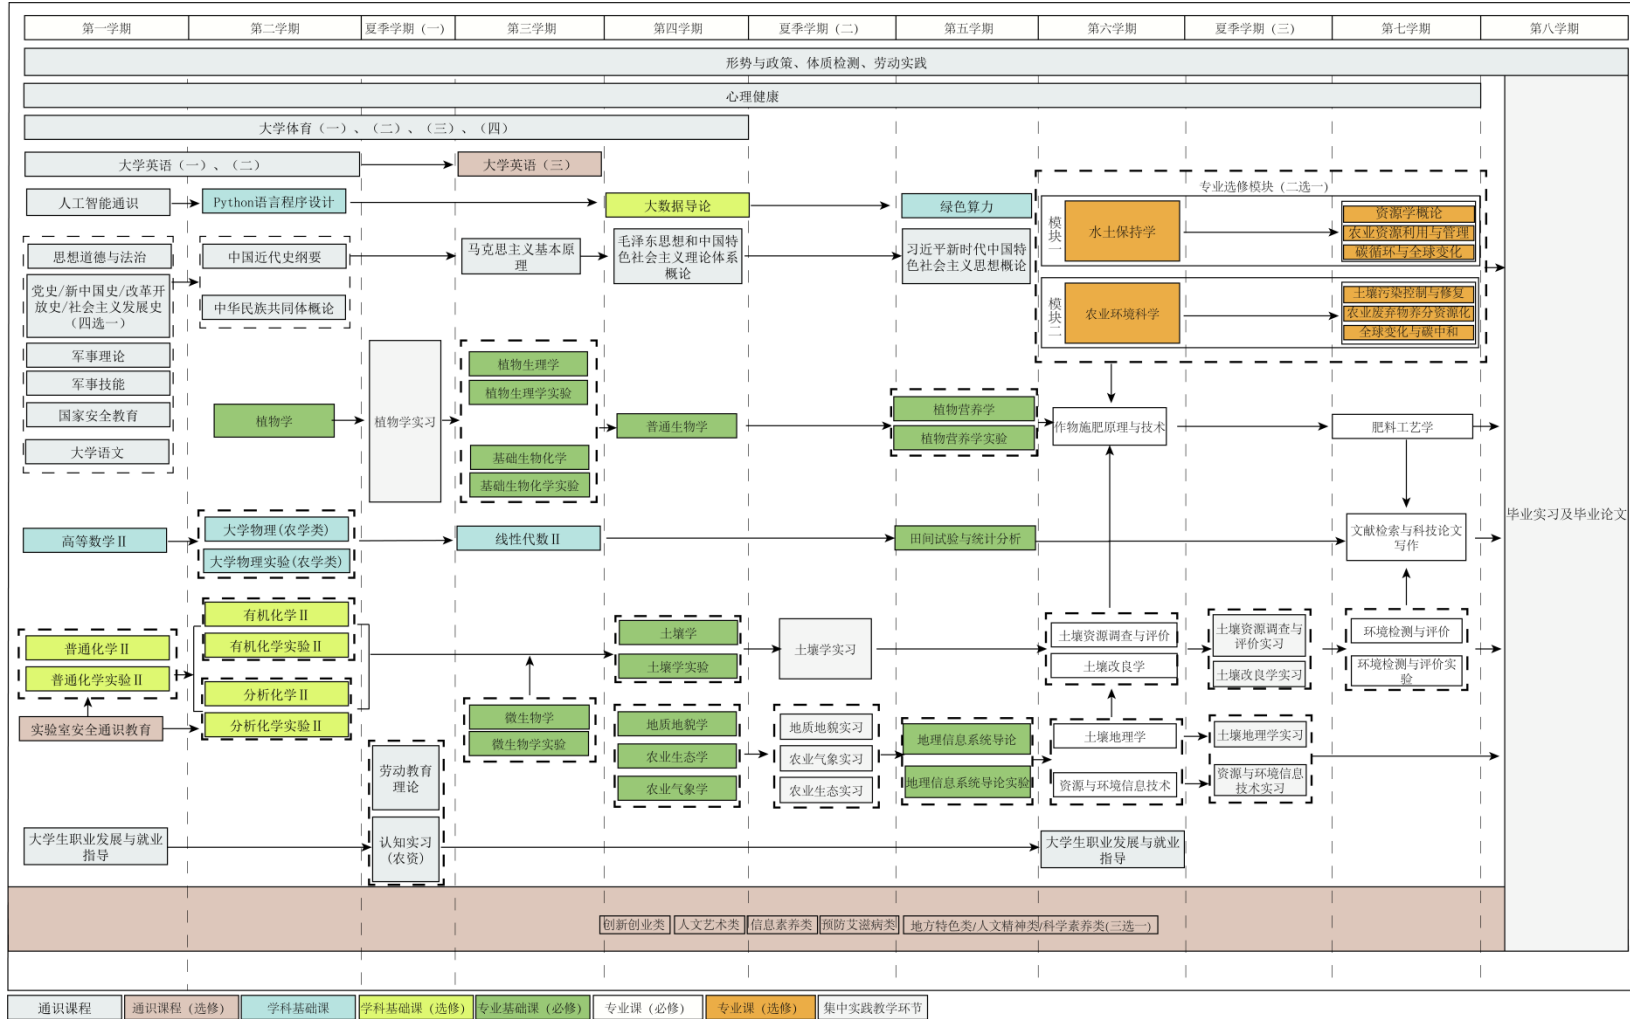 第一学期
第二学期
夏季学期（一）
第三学期
第四学期
夏季学期（二）
第五学期
第六学期
夏季学期（三）
第七学期
第八学期
形势与政策、体质检测、劳动实践
心理健康
大学体育（一）、（二）、（三）、（四）
大学英语（一）、（二）
大学英语（三）
人工智能通识
Python语言程序设计
大数据导论
绿色算力
专业选修模块（二选一）
模块一
水土保持学
资源学概论
农业资源利用与管理
碳循环与全球变化
思想道德与法治
中国近代史纲要
马克思主义基本原
理
毛泽东思想和中国特
色社会主义理论体系
概论
习近平新时代中国特
色社会主义思想概论
党史/新中国史/改革开
放史/社会主义发展史
（四选一）
中华民族共同体概论
模块二
农业环境科学
土壤污染控制与修复
农业废弃物养分资源化
全球变化与碳中和
军事理论
军事技能
国家安全教育
大学语文
植物学
植物学实习
植物生理学
植物生理学实验
基础生物化学
基础生物化学实验
普通生物学
植物营养学
植物营养学实验
作物施肥原理与技术
肥料工艺学
高等数学Ⅱ
大学物理(农学类)
大学物理实验(农学类)
线性代数Ⅱ
田间试验与统计分析
文献检索与科技论文
写作
毕业实习及毕业论文
普通化学Ⅱ
普通化学实验Ⅱ
有机化学Ⅱ
有机化学实验Ⅱ
分析化学Ⅱ
分析化学实验Ⅱ
实验室安全通识教育
微生物学
微生物学实验
土壤学
土壤学实验
土壤学实习
土壤资源调查与评价
土壤改良学
土壤资源调查与
评价实习
土壤改良学实习
环境检测与评价
环境检测与评价实
验
地质地貌学
农业生态学
农业气象学
地质地貌实习
农业气象实习
农业生态实习
地理信息系统导论
地理信息系统导论实验
土壤地理学
资源与环境信息技术
土壤地理学实习
资源与环境信息
技术实习
劳动教育
理论
认知实习
(农资)
大学生职业发展与就业
指导
大学生职业发展与就业
指导
创新创业类
人文艺术类
信息素养类
预防艾滋病类
地方特色类/人文精神类/科学素养类(三选一)
通识课程
通识课程（选修）
学科基础课
学科基础课（选修）
专业基础课（必修）
专业课（必修）
专业课（选修）
集中实践教学环节